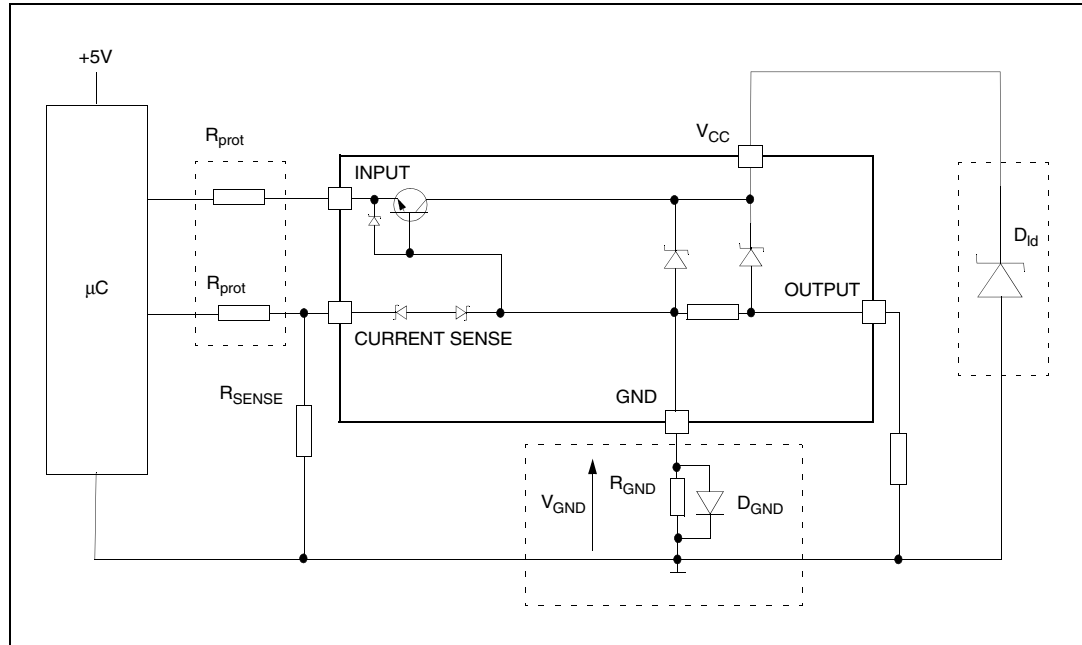 +5V
R_prot
V_CC
INPUT
D_ld
R_prot
μC
OUTPUT
CURRENT SENSE
R_SENSE
GND
R_GND
V_GND
D_GND